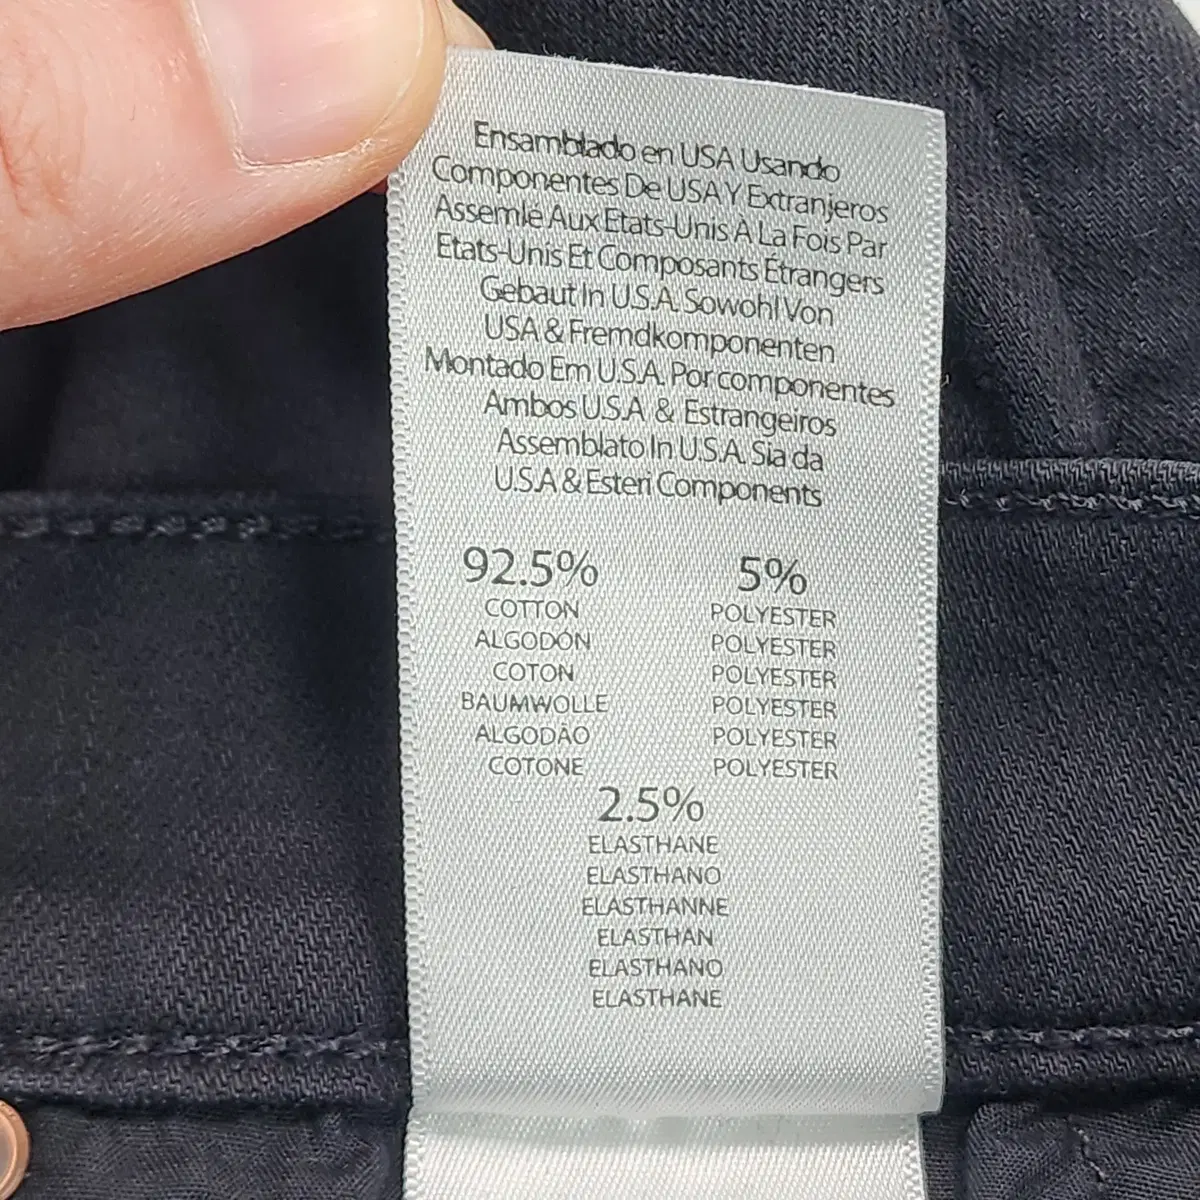 Ensamblado en USA Usando
Componentes De USA Y Extranjeros
Assemlé Aux Etats-Unis À La Fois Par
Etats-Unis Et Composants Étrangers
Gebaut In U.S.A. Sowohl Von
USA & Fremdkomponenten
Montado Em U.S.A. Por componentes
Ambos U.S.A & Estrangeiros
Assemblato In U.S.A. Sia da
U.S.A & Esteri Components
92.5%
COTTON
ALGODÓN
COTON
BAUMWOLLE
ALGODÃO
COTONE
5%
POLYESTER
POLYESTER
POLYESTER
POLYESTER
POLYESTER
POLYESTER
2.5%
ELASTHANE
ELASTHANO
ELASTHANNE
ELASTHAN
ELASTHANO
ELASTHANE